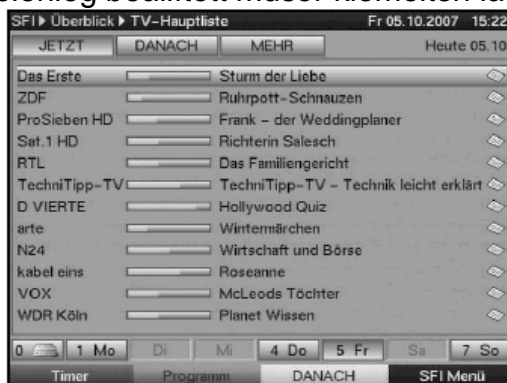 SFI Überblick TV-Hauptliste Fr 05.10.2007 15:22
JETZT DANACH MEHR Heute 05.10
Das Erste Sturm der Liebe
ZDF Ruhrpott-Schnauzen
ProSieben HD Frank - der Weddingplaner
Sat.1 HD Richterin Salesch
RTL Das Familiengericht
TechniTipp-TV TechniTipp-TV - Technik leicht erklärt
D VIERTE Hollywood Quiz
arte Wintermärchen
N24 Wirtschaft und Börse
kabel eins Roseanne
VOX McLeods Töchter
WDR Köln Planet Wissen
0 1 Mo Di Mi 4 Do 5 Fr Sa 7 So
Timer Programm DANACH SFI Menü